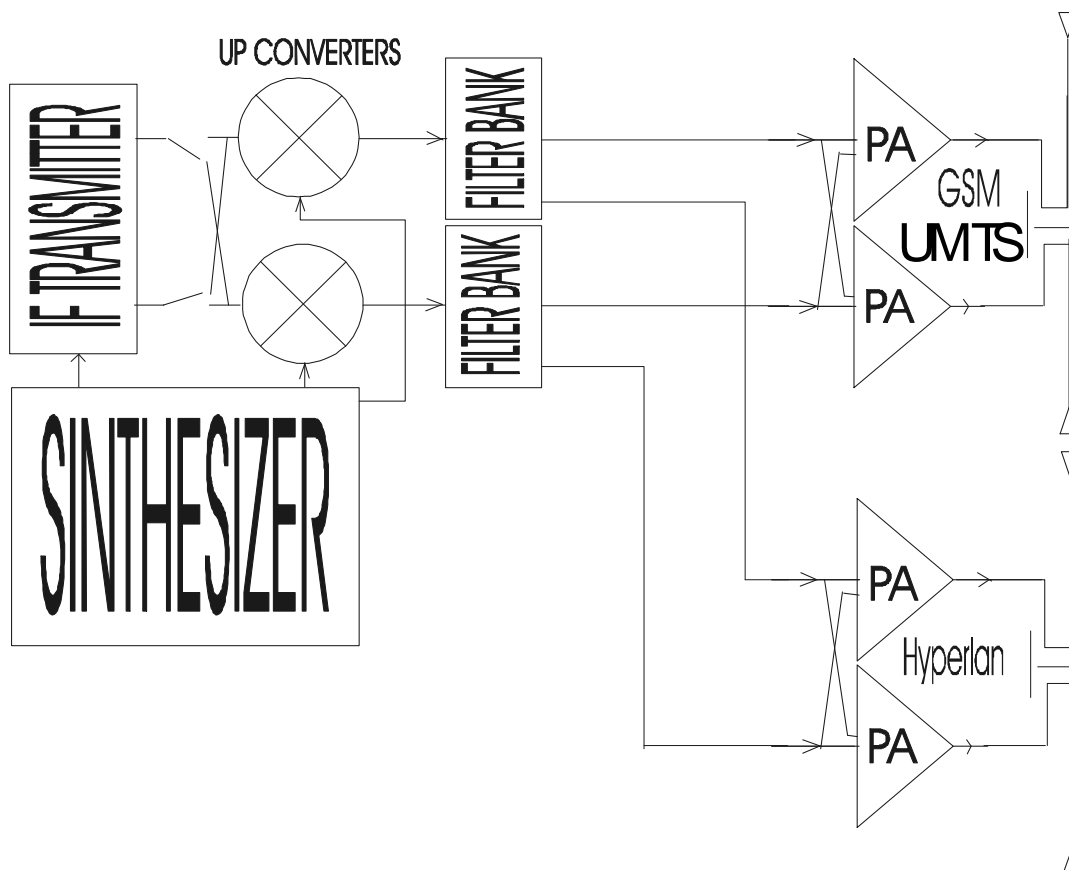 UP CONVERTERS
IF TRANSMITTER
FILTER BANK
FILTER BANK
SINTHESIZER
PA
GSM
UMTS
PA
PA
Hyperlan
PA